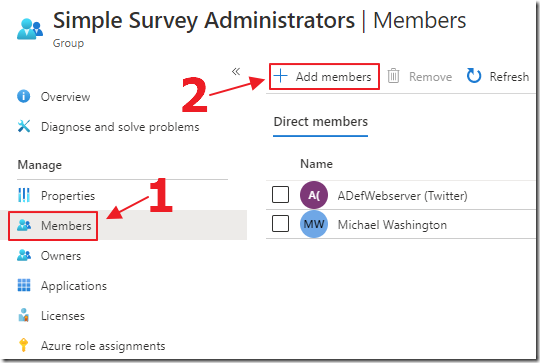 Simple Survey Administrators | Members
Group
«
2
+ Add members
Remove
Refresh
Overview
Diagnose and solve problems
Direct members
Manage
Name
Properties
1
A( ADefWebserver (Twitter)
Members
MW Michael Washington
Owners
Applications
Licenses
Azure role assignments